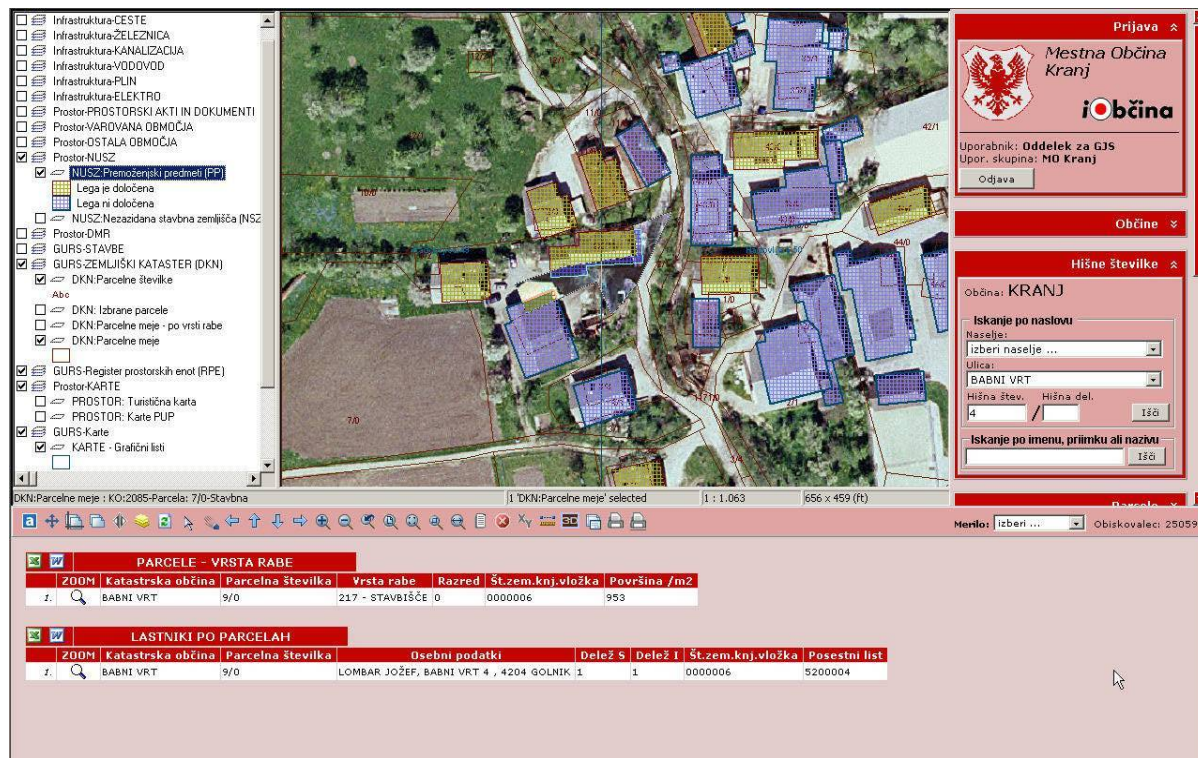 Infrastruktura-CESTE
Infrastruktura-ŽELEZNICA
Infrastruktura-KANALIZACIJA
Infrastruktura-VODOVOD
Infrastruktura-PLIN
Infrastruktura-ELEKTRO
Prostor-PROSTORSKI AKTI IN DOKUMENTI
Prostor-VAROVANA OBMOČJA
Prostor-OSTALA OBMOČJA
Prostor-NUSZ
NUSZ:Premoženjski predmeti (PP)
Lega je določena
Lega ni določena
NUSZ:Nezazidana stavbna zemljišča (NSZ
Prostor-DMR
GURS-STAVBE
GURS-ZEMLJIŠKI KATASTER (DKN)
DKN:Parcelne številke
Abc
DKN: Izbrane parcele
DKN:Parcelne meje - po vrsti rabe
DKN:Parcelne meje
GURS-Register prostorskih enot (RPE)
Prostor-KARTE
PROSTOR: Turistična karta
PROSTOR: Karte PUP
GURS-Karte
KARTE - Grafični listi
42/1
11/0
44/0
7/0
Prijava
Mestna Občina
Kranj
iObčina
Uporabnik: Oddelek za GJS
Upor. skupina: MO Kranj
Odjava
Občine
Hišne številke
Občina: KRANJ
Iskanje po naslovu
Naselje:
izberi naselje ...
Ulica:
BABNI VRT
Hišna štev. Hišna del.
4 / Išči
Iskanje po imenu, priimku ali nazivu
Išči
Parcele
DKN:Parcelne meje : KO:2085-Parcela: 7/0-Stavbna 1 'DKN:Parcelne meje' selected 1 : 1.063 656 x 459 (ft)
Merilo: izberi ... Obiskovalec: 25059
PARCELE - VRSTA RABE
ZOOM Katastrska občina Parcelna številka Vrsta rabe Razred Št.zem.knj.vložka Površina /m2
1. BABNI VRT 9/0 217 - STAVBIŠČE 0 0000006 953
LASTNIKI PO PARCELAH
ZOOM Katastrska občina Parcelna številka Osebni podatki Delež S Delež I Št.zem.knj.vložka Posestni list
1. BABNI VRT 9/0 LOMBAR JOŽEF, BABNI VRT 4 , 4204 GOLNIK 1 1 0000006 5200004